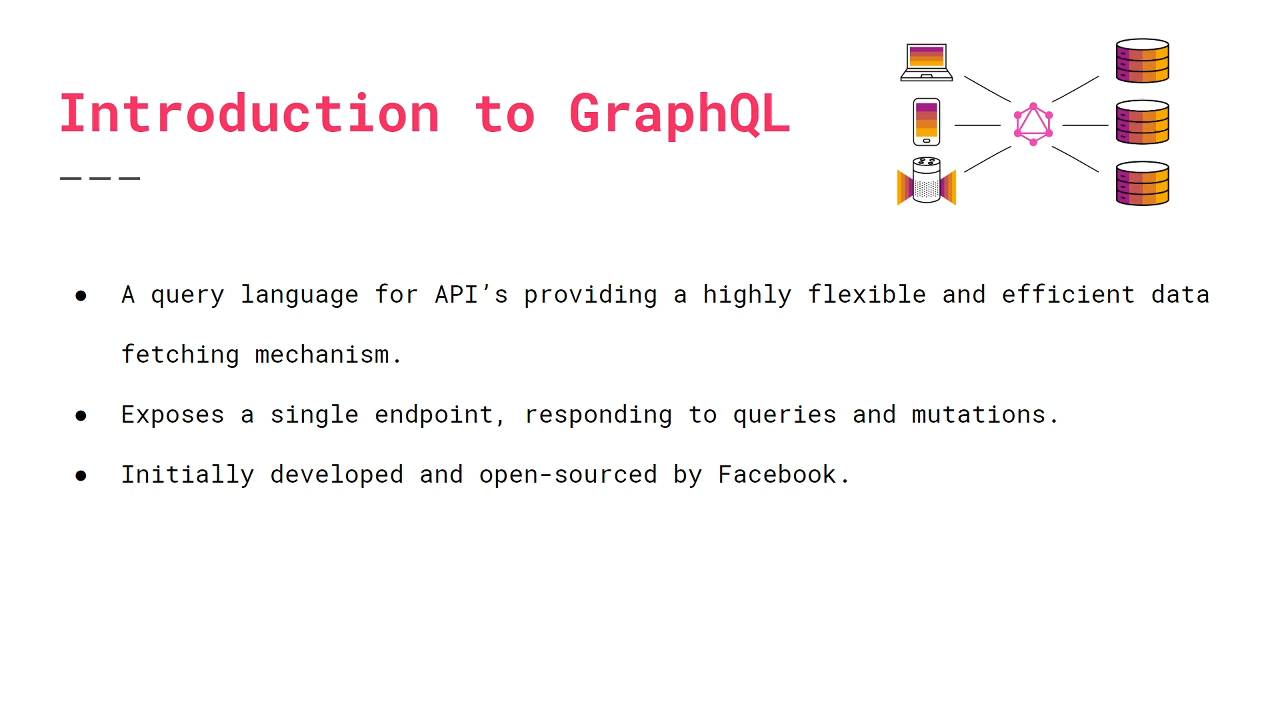 Introduction to GraphQL
● A query language for API’s providing a highly flexible and efficient data
fetching mechanism.
● Exposes a single endpoint, responding to queries and mutations.
● Initially developed and open-sourced by Facebook.